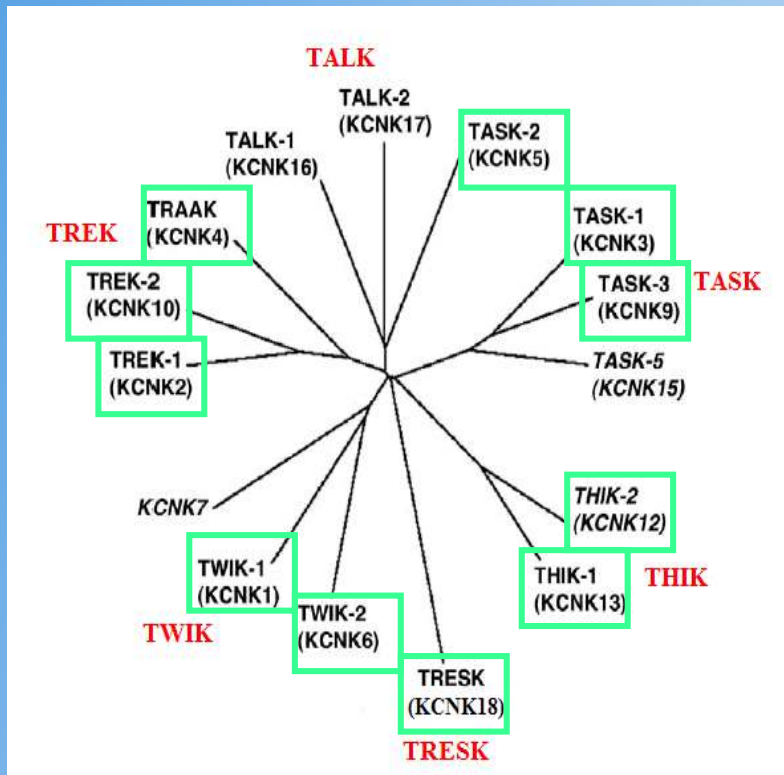 TALK
TALK-2
(KCNK17)
TALK-1
(KCNK16)
TASK-2
(KCNK5)
TRAAK
(KCNK4)
TREK
TASK-1
(KCNK3)
TREK-2
(KCNK10)
TASK-3
(KCNK9)
TASK
TREK-1
(KCNK2)
TASK-5
(KCNK15)
KCNK7
THIK-2
(KCNK12)
TWIK-1
(KCNK1)
THIK-1
(KCNK13)
THIK
TWIK
TWIK-2
(KCNK6)
TRESK
(KCNK18)
TRESK